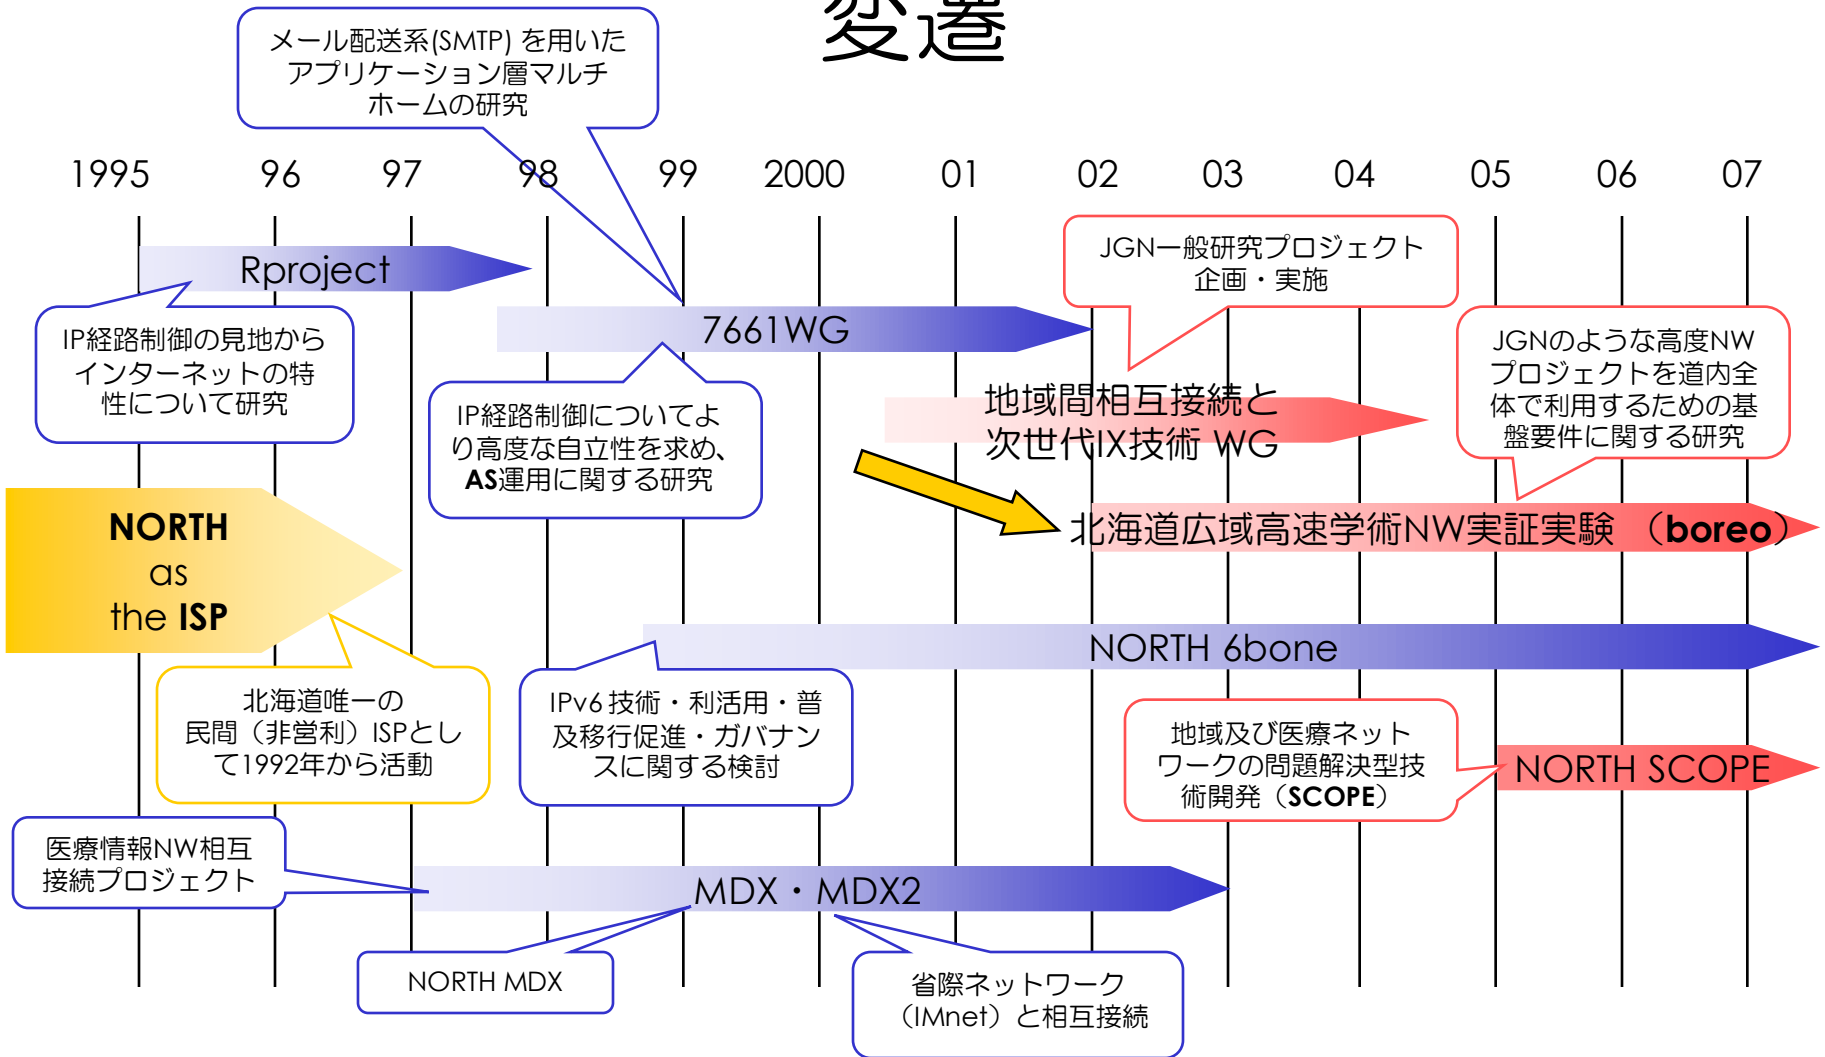 変遷
メール配送系(SMTP) を用いた
アプリケーション層マルチ
ホームの研究
1995 96 97 98 99 2000 01 02 03 04 05 06 07
Rproject
IP経路制御の見地から
インターネットの特
性について研究
7661WG
IP経路制御についてよ
り高度な自立性を求め、
AS運用に関する研究
JGN一般研究プロジェクト
企画・実施
地域間相互接続と
次世代IX技術 WG
JGNのような高度NW
プロジェクトを道内全
体で利用するための基
盤要件に関する研究
北海道広域高速学術NW実証実験 （boreo）
NORTH
as
the ISP
北海道唯一の
民間（非営利）ISPとし
て1992年から活動
NORTH 6bone
IPv6 技術・利活用・普
及移行促進・ガバナン
スに関する検討
地域及び医療ネット
ワークの問題解決型技
術開発（SCOPE）
NORTH SCOPE
医療情報NW相互
接続プロジェクト
MDX・MDX2
NORTH MDX
省際ネットワーク
（IMnet）と相互接続